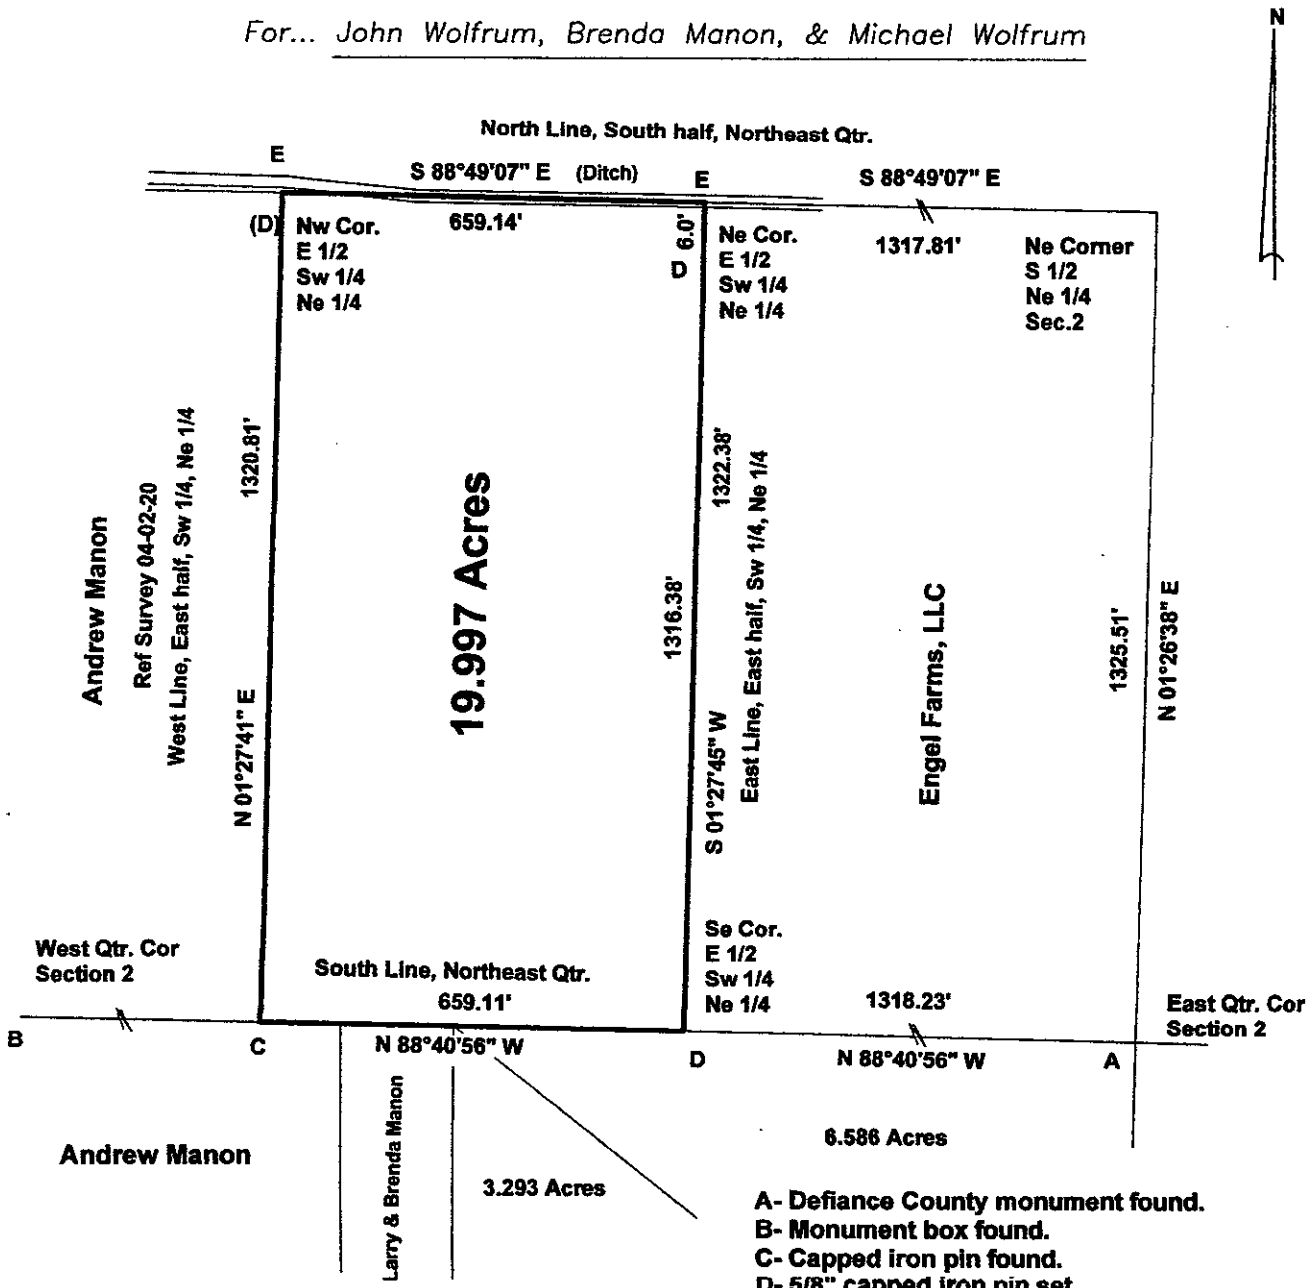 For... John Wolfrum, Brenda Manon, & Michael Wolfrum
N
North Line, South half, Northeast Qtr.
E
S 88°49'07" E (Ditch)
E
S 88°49'07" E
(D)
Nw Cor.
E 1/2
Sw 1/4
Ne 1/4
659.14'
6.0'
D
Ne Cor.
E 1/2
Sw 1/4
Ne 1/4
1317.81'
Ne Corner
S 1/2
Ne 1/4
Sec.2
Andrew Manon
Ref Survey 04-02-20
West Line, East half, Sw 1/4, Ne 1/4
1320.81'
N 01°27'41" E
19.997 Acres
1316.38'
1322.38'
S 01°27'45" W
East Line, East half, Sw 1/4, Ne 1/4
Engel Farms, LLC
1325.51'
N 01°26'38" E
West Qtr. Cor
Section 2
South Line, Northeast Qtr.
659.11'
Se Cor.
E 1/2
Sw 1/4
Ne 1/4
1318.23'
East Qtr. Cor
Section 2
B
C
N 88°40'56" W
D
N 88°40'56" W
A
Andrew Manon
Larry & Brenda Manon
3.293 Acres
6.586 Acres
A- Defiance County monument found.
B- Monument box found.
C- Capped iron pin found.
D- 5/8" capped iron pin set